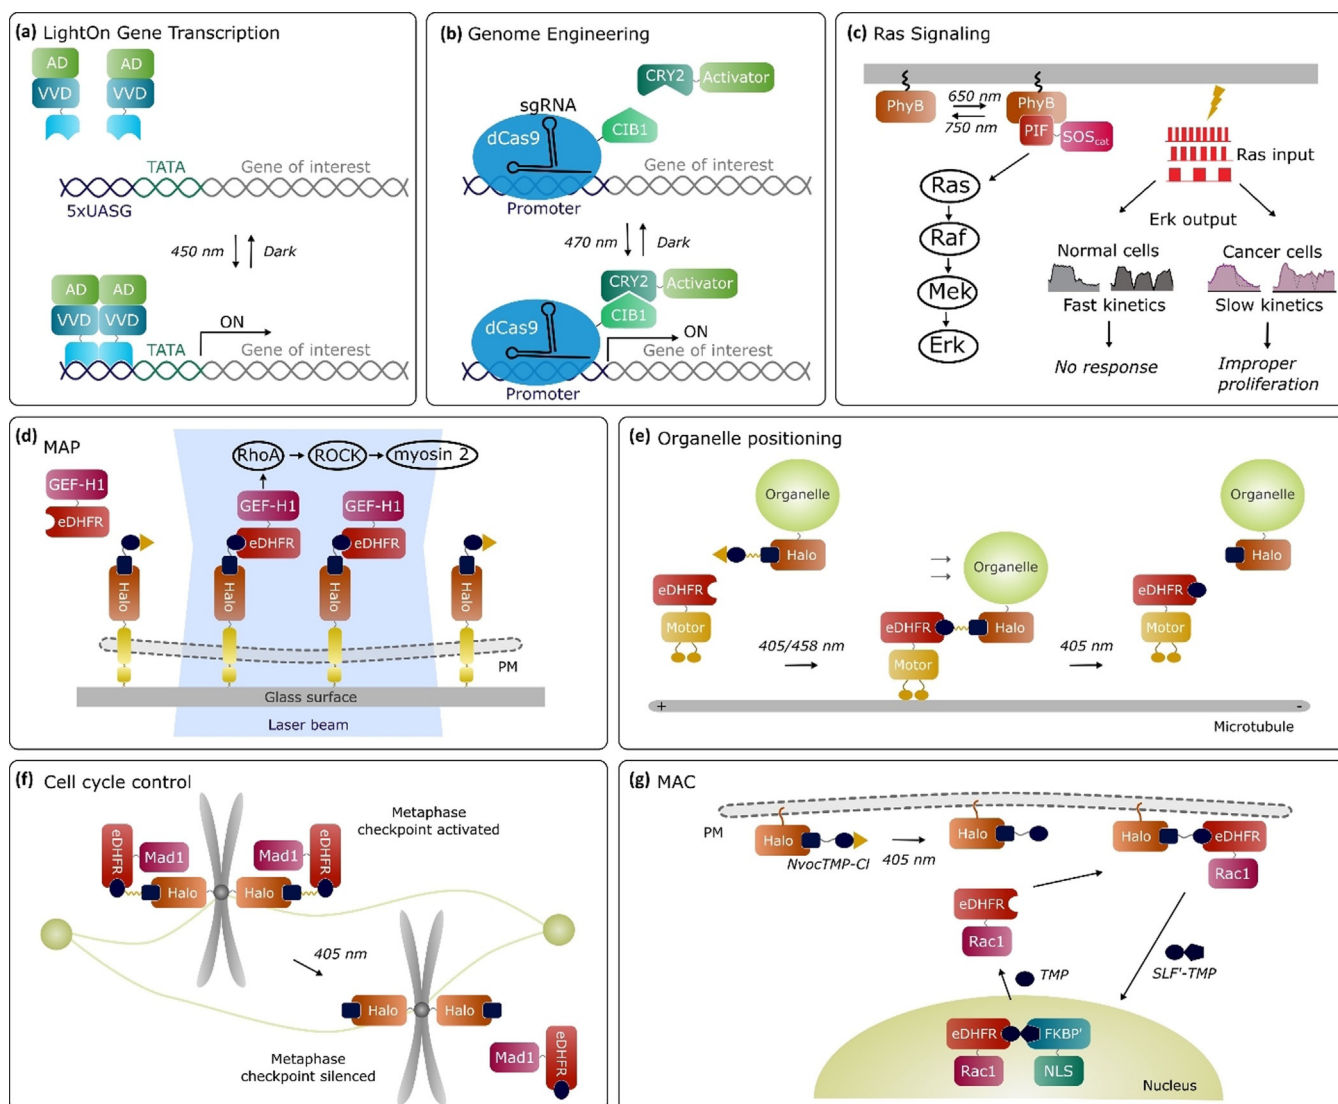 (a) LightOn Gene Transcription
AD AD
VVD VVD
TATA Gene of interest
5xUASG
450 nm Dark
AD AD
VVD VVD
ON
TATA Gene of interest
(b) Genome Engineering
CRY2 Activator
sgRNA
dCas9 CIB1
Gene of interest
Promoter
470 nm Dark
CRY2 Activator
CIB1
dCas9
ON
Gene of interest
Promoter
(c) Ras Signaling
PhyB 650 nm PhyB
750 nm PIF SOScat
Ras input
Ras
Erk output
Raf
Normal cells Cancer cells
Mek
Fast kinetics Slow kinetics
Erk
No response Improper
proliferation
(d) MAP
RhoA ROCK myosin 2
GEF-H1 GEF-H1 GEF-H1
eDHFR eDHFR eDHFR
Halo Halo Halo Halo
PM
Glass surface
Laser beam
(e) Organelle positioning
Organelle Organelle
Halo Halo
Organelle
eDHFR eDHFR
Motor eDHFR Halo Motor
405/458 nm Motor 405 nm
+ -
Microtubule
(f) Cell cycle control
Metaphase
checkpoint activated
eDHFR Mad1 Mad1 eDHFR
Halo Halo
405 nm
Halo Halo
Metaphase
checkpoint silenced
Mad1 eDHFR
(g) MAC
PM
Halo Halo Halo eDHFR
NvocTMP-Cl 405 nm
Rac1
eDHFR
Rac1
TMP SLF'-TMP
eDHFR FKBP'
Rac1 NLS
Nucleus